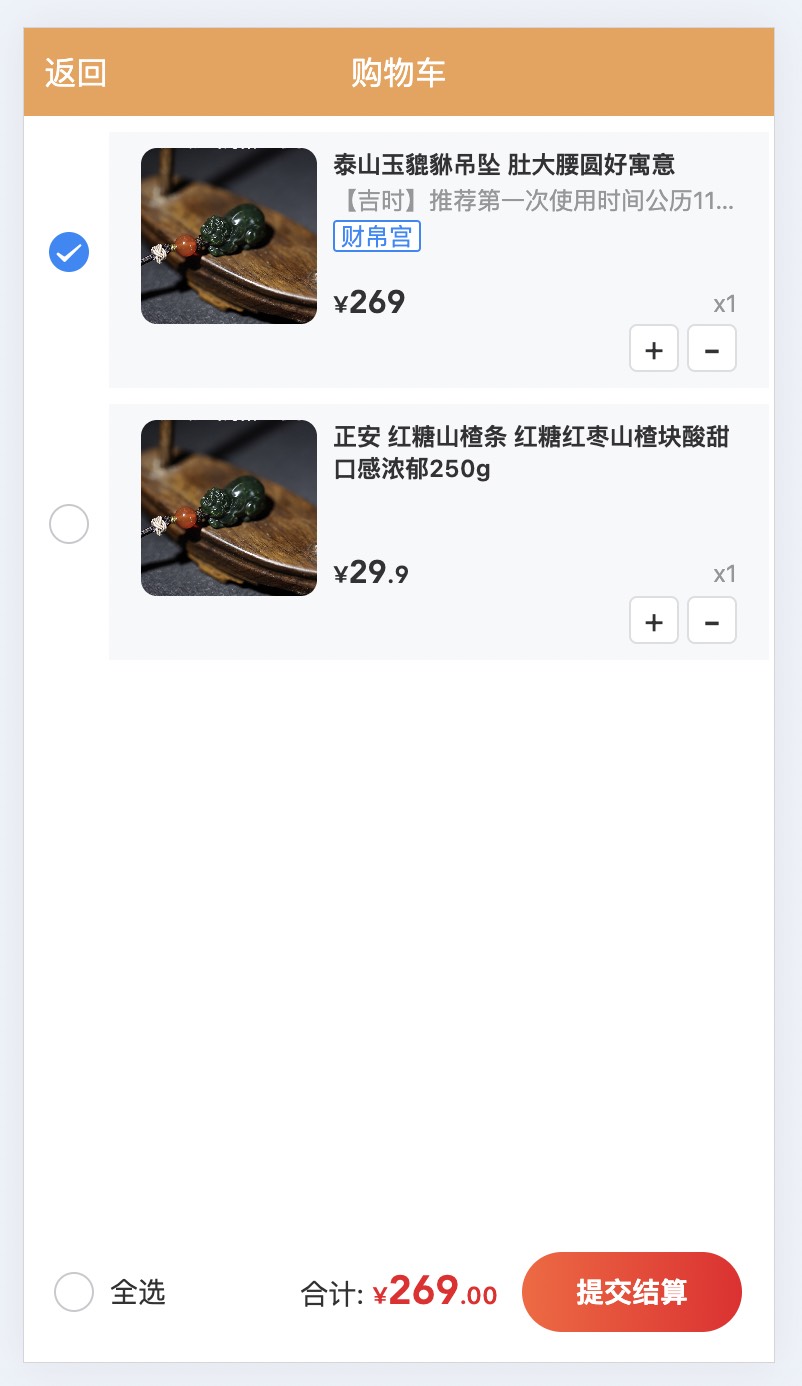 返回
购物车
泰山玉貔貅吊坠 肚大腰圆好寓意
【吉时】推荐第一次使用时间公历11...
财帛宫
¥269
x1
+ -
正安 红糖山楂条 红糖红枣山楂块酸甜
口感浓郁250g
¥29.9
x1
+ -
全选
合计: ¥269.00
提交结算